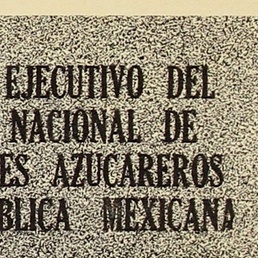 EJECUTIVO DEL
NACIONAL DE
ES AZUCAREROS
BLICA MEXICANA